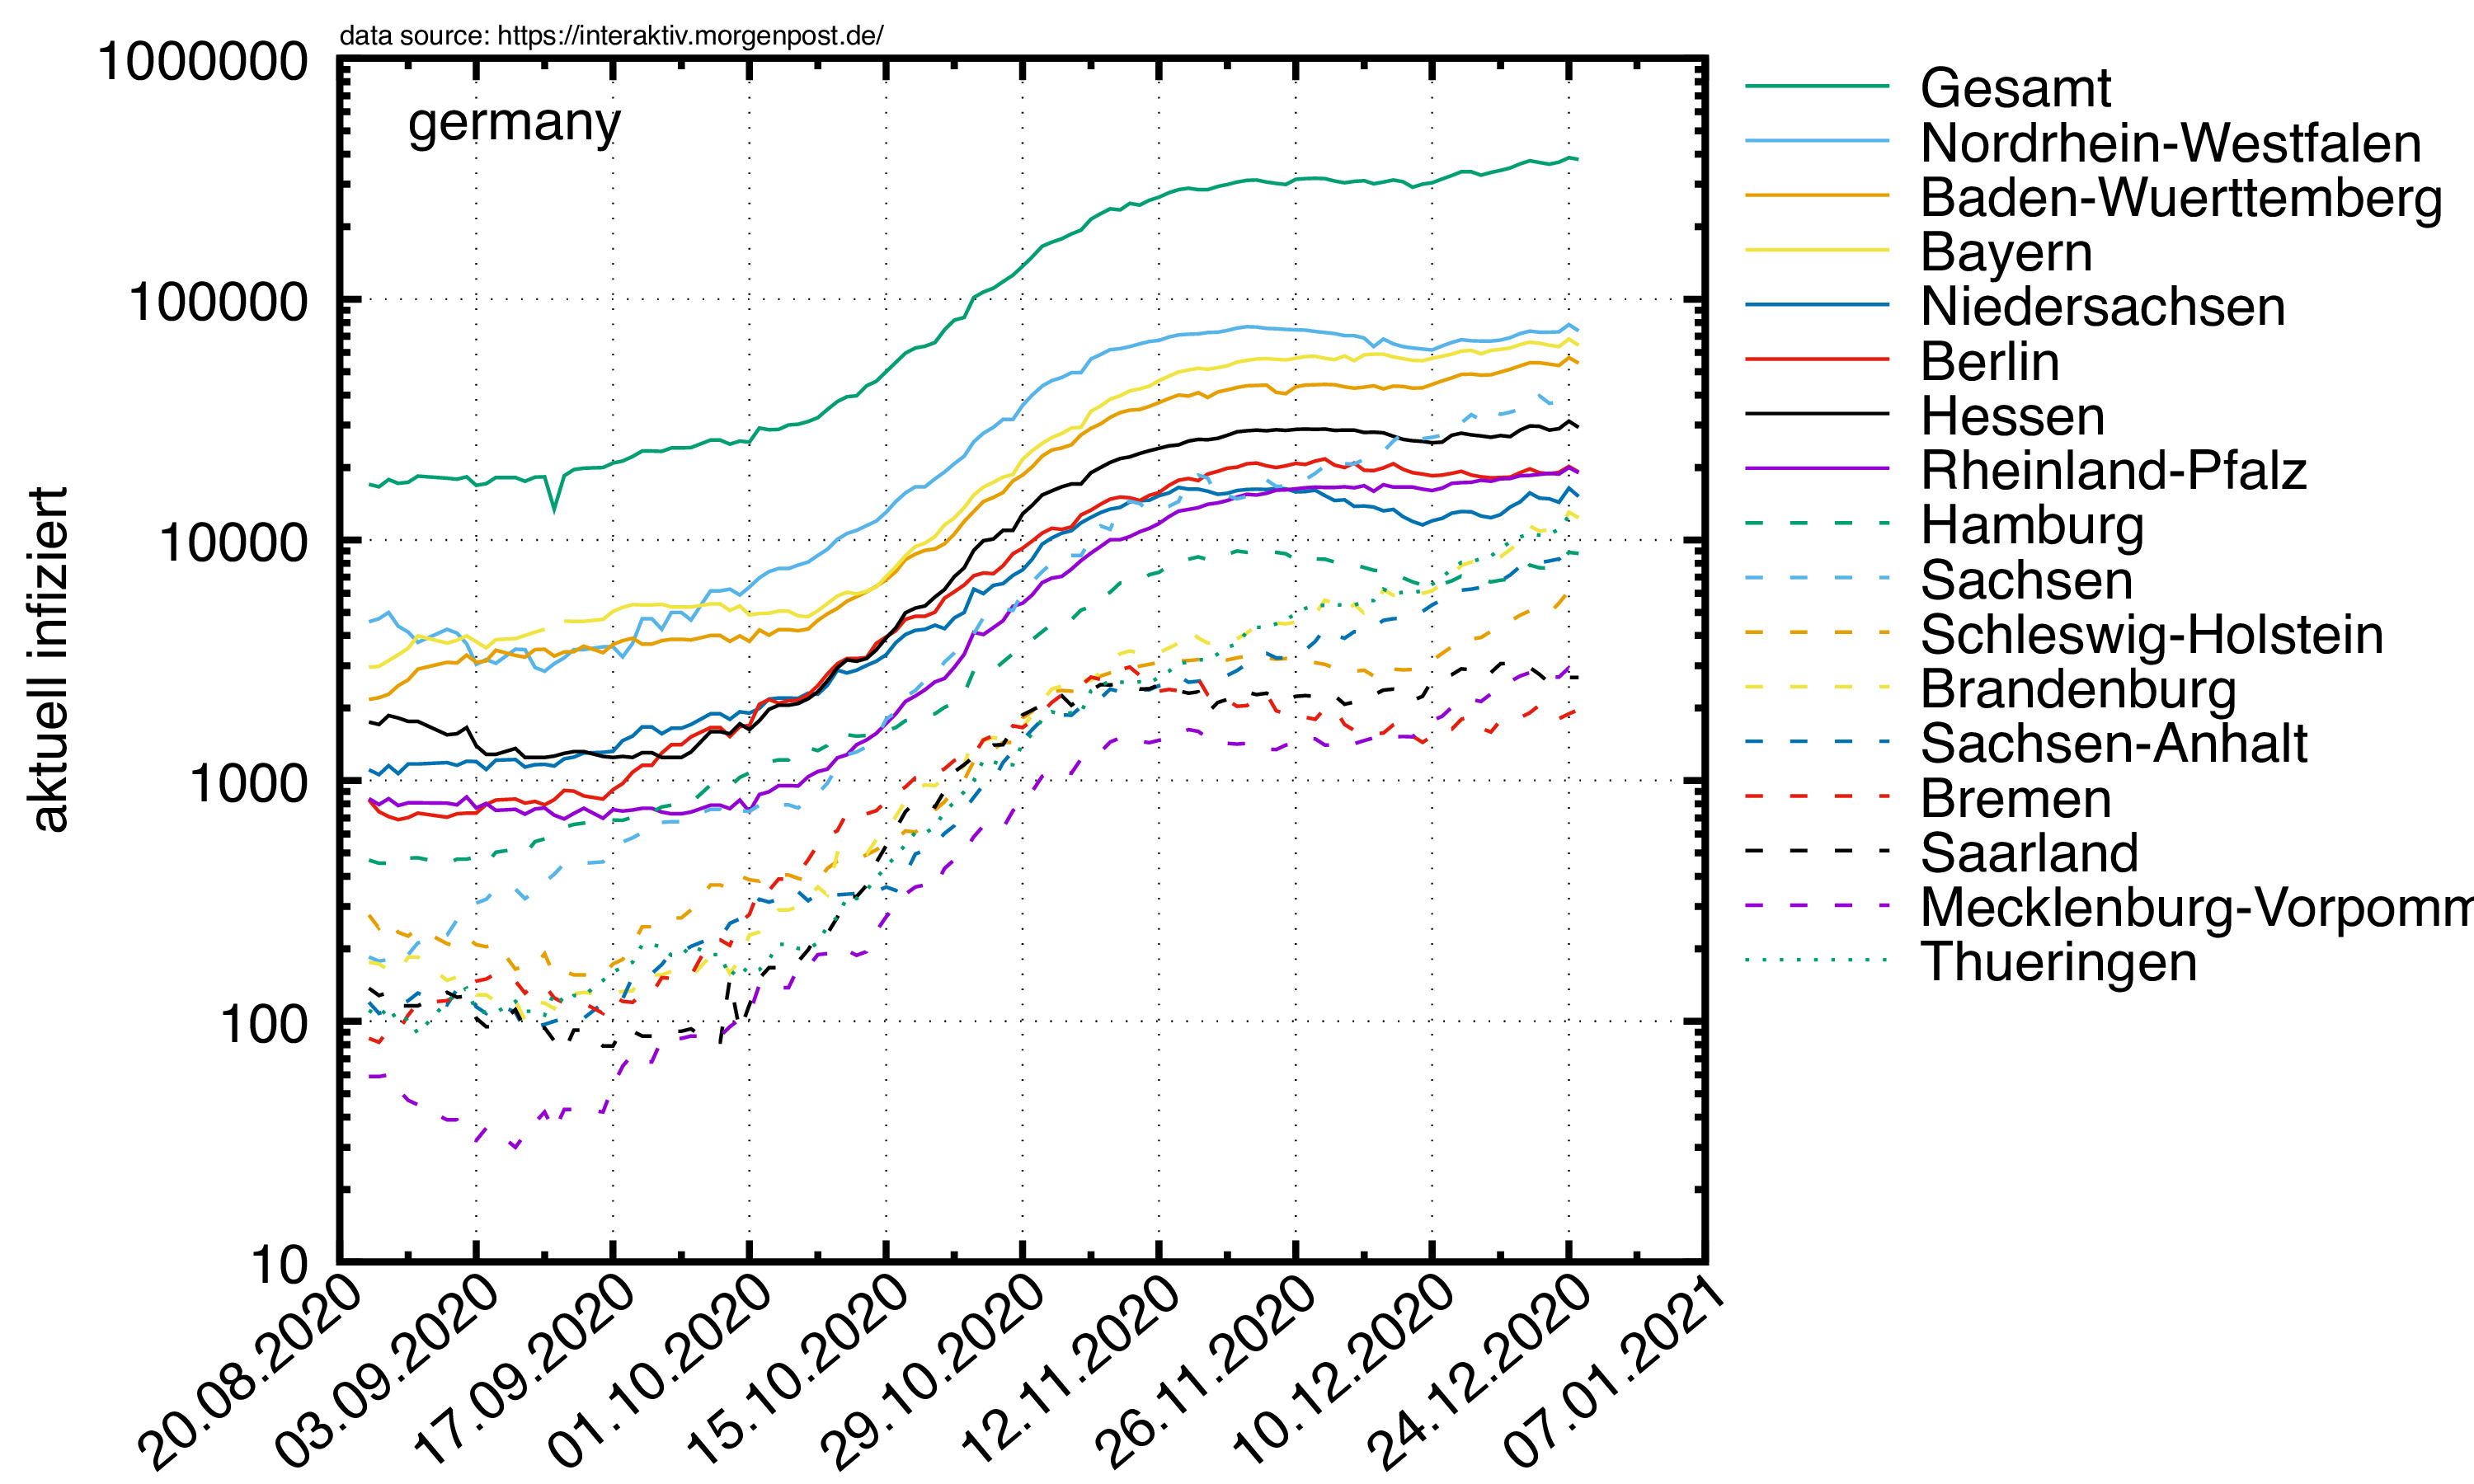 data source: https://interaktiv.morgenpost.de/
germany
aktuell infiziert
1000000
100000
10000
1000
100
10
20.08.2020
03.09.2020
17.09.2020
01.10.2020
15.10.2020
29.10.2020
12.11.2020
26.11.2020
10.12.2020
24.12.2020
07.01.2021
Gesamt
Nordrhein-Westfalen
Baden-Wuerttemberg
Bayern
Niedersachsen
Berlin
Hessen
Rheinland-Pfalz
Hamburg
Sachsen
Schleswig-Holstein
Brandenburg
Sachsen-Anhalt
Bremen
Saarland
Mecklenburg-Vorpomm
Thueringen